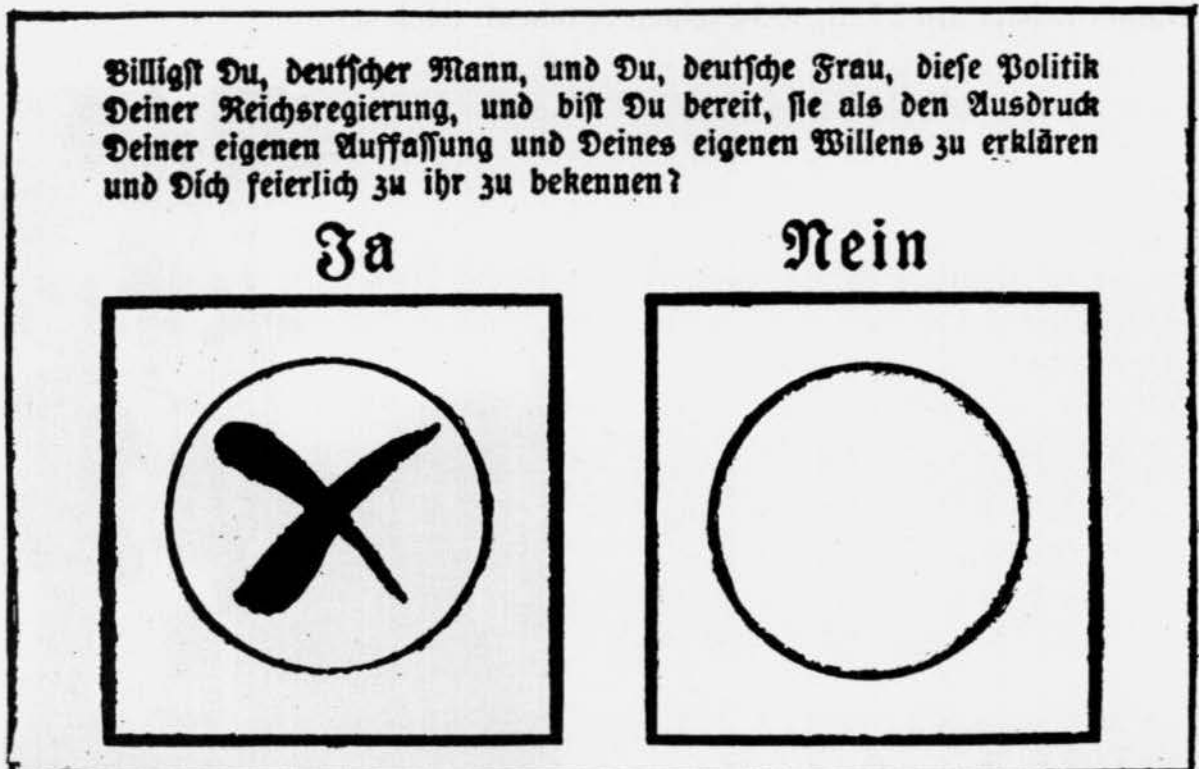 Billigst Du, deutscher Mann, und Du, deutsche Frau, diese Politik
Deiner Reichsregierung, und bist Du bereit, sie als den Ausdruck
Deiner eigenen Auffassung und Deines eigenen Willens zu erklären
und Dich feierlich zu ihr zu bekennen?
Ja Nein